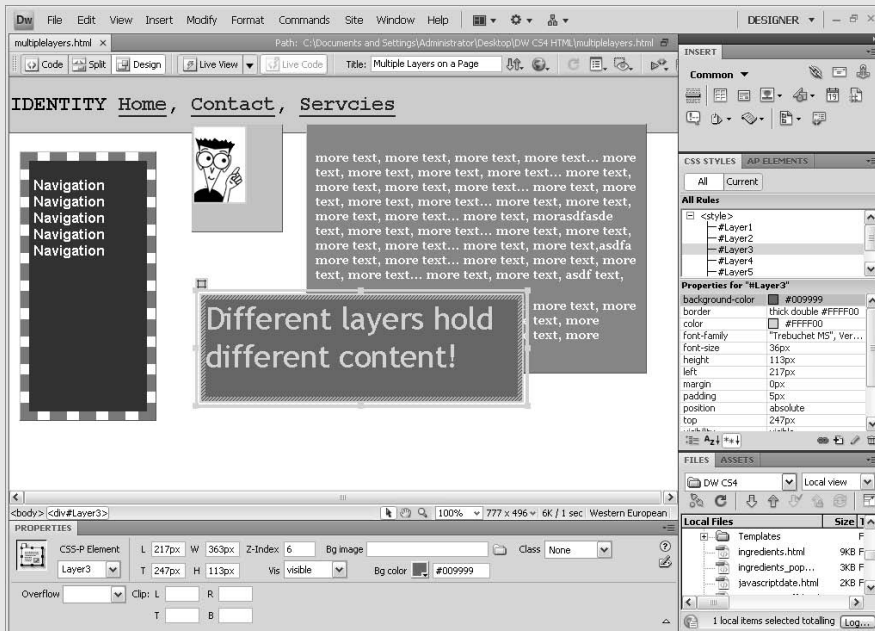 Dw File Edit View Insert Modify Format Commands Site Window Help DESIGNER
multiplelayers.html × Path: C:\Documents and Settings\Administrator\Desktop\DW CS4 HTML\multiplelayers.html
Code Split Design Live View Live Code Title: Multiple Layers on a Page
IDENTITY Home, Contact, Servcies
Navigation
Navigation
Navigation
Navigation
Navigation
more text, more text, more text, more text... more
text, more text, more text, more text... more text,
more text, more text... more text, more text, more
text, more text, more text... more text, more text,
more text, more text... more text, morasdfasde
text, more text, more text... more text, more text,
more text, more text... more text, more text,asdfa
more text, more text... more text, more text, more
text, more text... more text, more text, asdf text,
more text, more
text, more
text, more
Different layers hold
different content!
<body> <div#Layer3> 100% 777 x 496 6K / 1 sec Western European
PROPERTIES
CSS-P Element L 217px W 363px Z-Index 6 Bg image Class None
Layer3 T 247px H 113px Vis visible Bg color #009999
Overflow Clip: L R
T B
INSERT
Common
CSS STYLES AP ELEMENTS
All Current
All Rules
<style>
#Layer1
#Layer2
#Layer3
#Layer4
#Layer5
Properties for "#Layer3"
background-color #009999
border thick double #FFFF00
color #FFFF00
font-family "Trebuchet MS", Ver...
font-size 36px
height 113px
left 217px
margin 0px
padding 5px
position absolute
top 247px
FILES ASSETS
DW CS4 Local view
Local Files Size
Templates F
ingredients.html 9KB F
ingredients_pop... 3KB F
javascriptdate.html 2KB F
1 local items selected totalling Log...